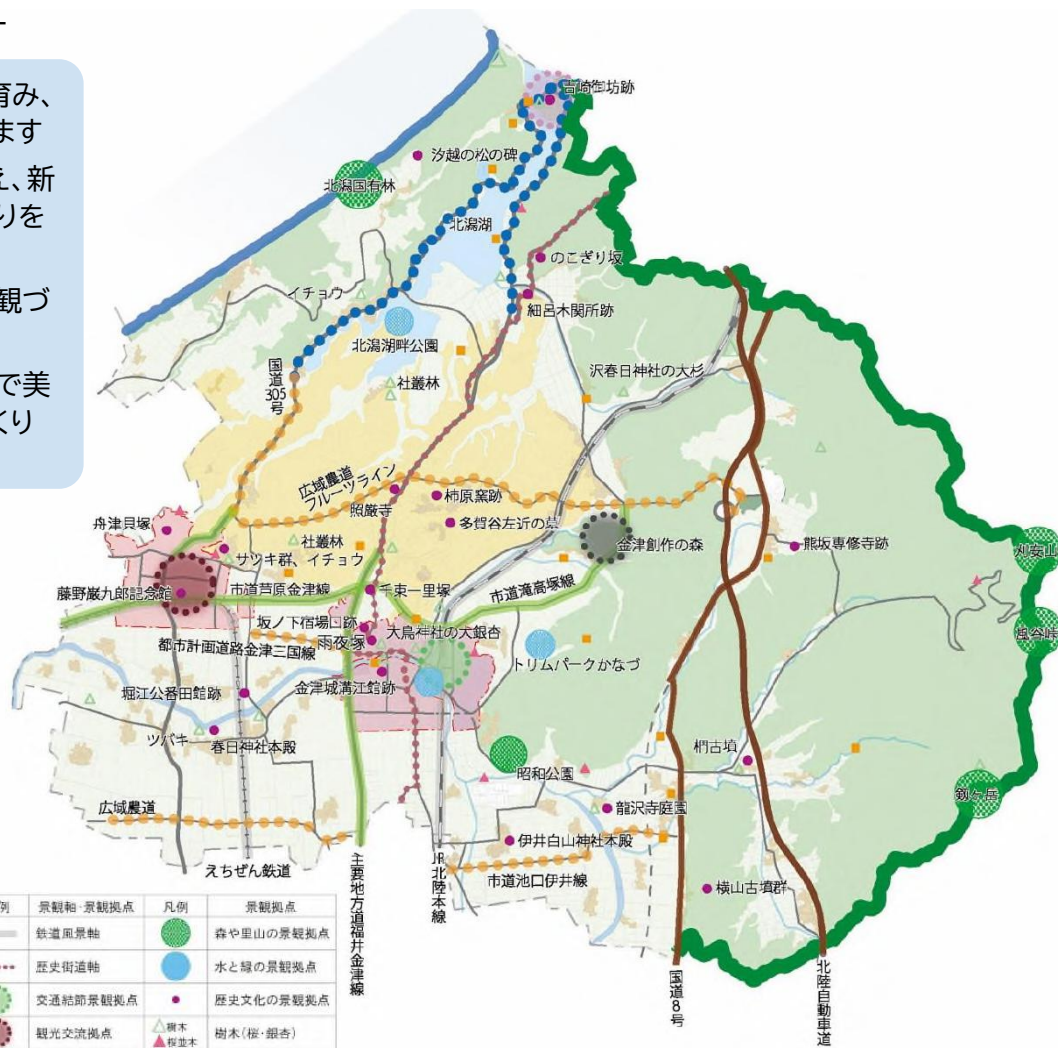 育み、
ます
え、新
りを
観づ
で美
くり
吉崎御坊跡
汐越の松の碑
北潟国有林
北潟湖
のこぎり坂
イチョウ
細呂木関所跡
北潟湖畔公園
国道
305
号
社叢林
沢春日神社の大杉
広域農道
フルーツライン
照厳寺
柿原窯跡
多賀谷左近の墓
舟津貝塚
社叢林
サツキ群、イチョウ
金津創作の森
熊坂専修寺跡
刈安山
藤野厳九郎記念館
市道芦原金津線
千束一里塚
市道滝高塚線
風谷峠
坂ノ下宿場口跡
大鳥神社の大銀杏
都市計画道路金津三国線
雨夜塚
トリムパークかなづ
堀江公番田館跡
金津城溝江館跡
ツバキ
春日神社本殿
椚古墳
昭和公園
剱ヶ岳
広域農道
龍沢寺庭園
伊井白山神社本殿
えちぜん鉄道
市道池口伊井線
横山古墳群
主要地方道福井金津線
JR北陸本線
国道8号
北陸自動車道
例 景観軸・景観拠点 凡例 景観拠点
鉄道風景軸 森や里山の景観拠点
歴史街道軸 水と緑の景観拠点
交通結節景観拠点 歴史文化の景観拠点
観光交流拠点 樹木 桜並木 樹木(桜・銀杏)